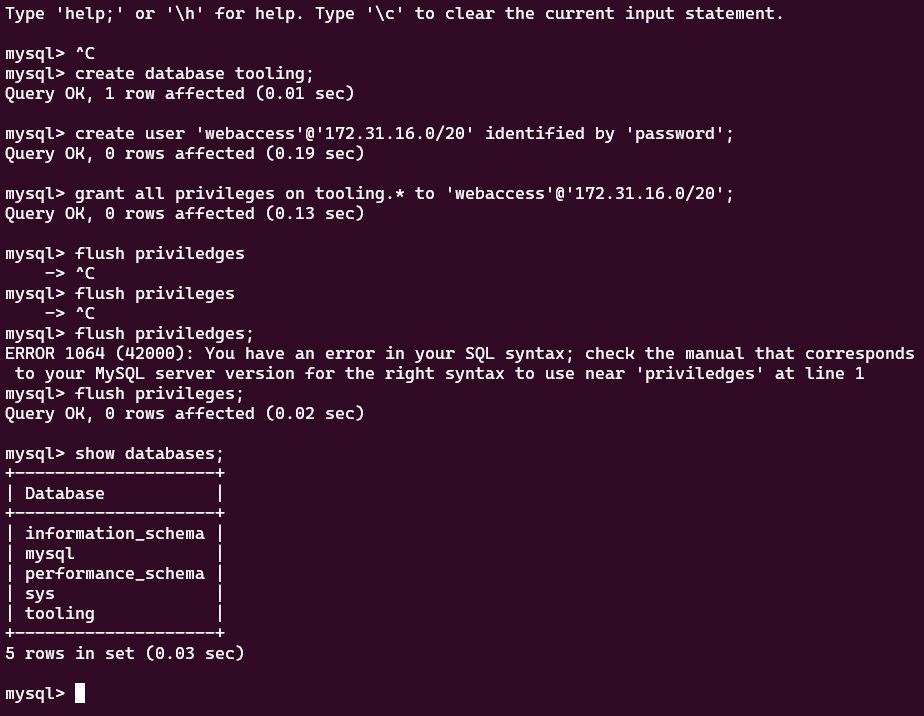 Type 'help;' or '\h' for help. Type '\c' to clear the current input statement.
mysql> ^C
mysql> create database tooling;
Query OK, 1 row affected (0.01 sec)
mysql> create user 'webaccess'@'172.31.16.0/20' identified by 'password';
Query OK, 0 rows affected (0.19 sec)
mysql> grant all privileges on tooling.* to 'webaccess'@'172.31.16.0/20';
Query OK, 0 rows affected (0.13 sec)
mysql> flush priviledges
    -> ^C
mysql> flush privileges
    -> ^C
mysql> flush priviledges;
ERROR 1064 (42000): You have an error in your SQL syntax; check the manual that corresponds
 to your MySQL server version for the right syntax to use near 'priviledges' at line 1
mysql> flush privileges;
Query OK, 0 rows affected (0.02 sec)
mysql> show databases;
+--------------------+
| Database           |
+--------------------+
| information_schema |
| mysql              |
| performance_schema |
| sys                |
| tooling            |
+--------------------+
5 rows in set (0.03 sec)
mysql>